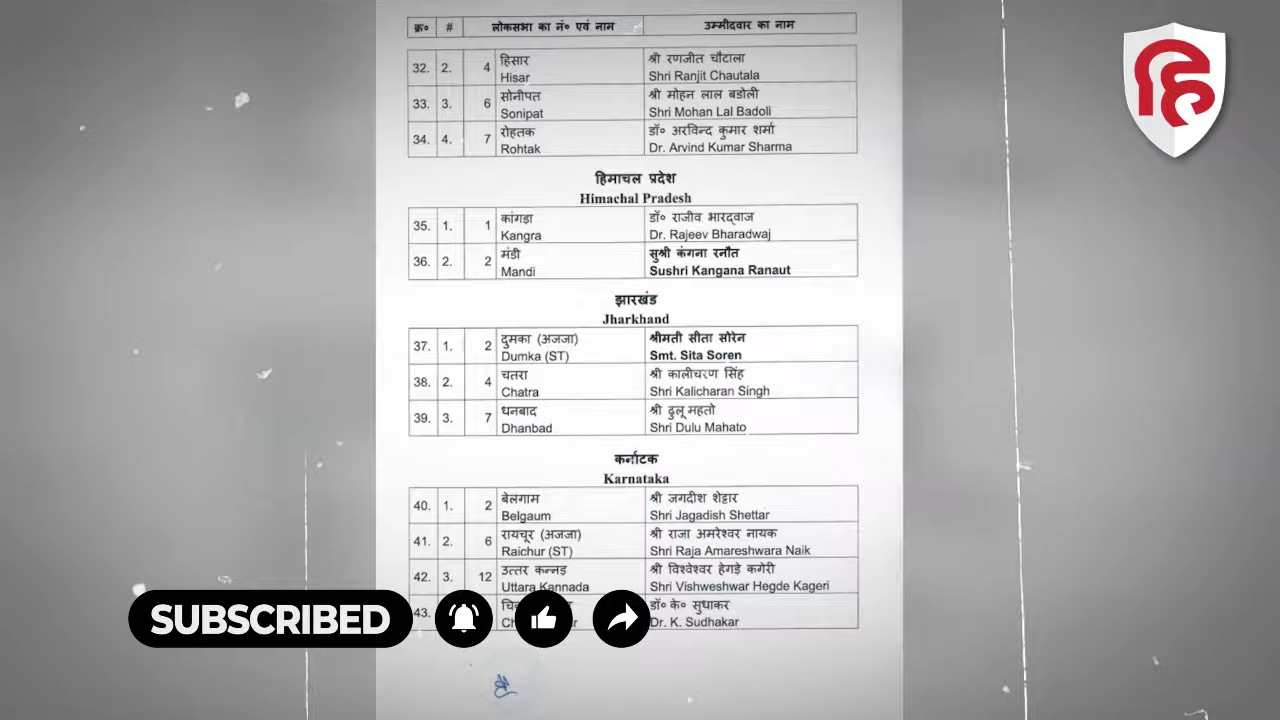 क्र० # लोकसभा का नं० एवं नाम उम्मीदवार का नाम
32. 2. 4 हिसार श्री रणजीत चौटाला
Hisar Shri Ranjit Chautala
33. 3. 6 सोनीपत श्री मोहन लाल बडोली
Sonipat Shri Mohan Lal Badoli
34. 4. 7 रोहतक डॉ० अरविन्द कुमार शर्मा
Rohtak Dr. Arvind Kumar Sharma
हिमाचल प्रदेश
Himachal Pradesh
35. 1. 1 कांगड़ा डॉ० राजीव भारद्वाज
Kangra Dr. Rajeev Bharadwaj
36. 2. 2 मंडी सुश्री कंगना रनौत
Mandi Sushri Kangana Ranaut
झारखंड
Jharkhand
37. 1. 2 दुमका (अजजा) श्रीमती सीता सोरेन
Dumka (ST) Smt. Sita Soren
38. 2. 4 चतरा श्री कालीचरण सिंह
Chatra Shri Kalicharan Singh
39. 3. 7 धनबाद श्री ढुलू महतो
Dhanbad Shri Dulu Mahato
कर्नाटक
Karnataka
40. 1. 2 बेलगाम श्री जगदीश शेट्टार
Belgaum Shri Jagadish Shettar
41. 2. 6 रायचूर (अजजा) श्री राजा अमरेश्वर नायक
Raichur (ST) Shri Raja Amareshwara Naik
42. 3. 12 उत्तर कन्नड़ श्री विश्वेश्वर हेगड़े कगेरी
Uttara Kannada Shri Vishweshwar Hegde Kageri
43. डॉ० के० सुधाकर
Dr. K. Sudhakar
SUBSCRIBED
हि